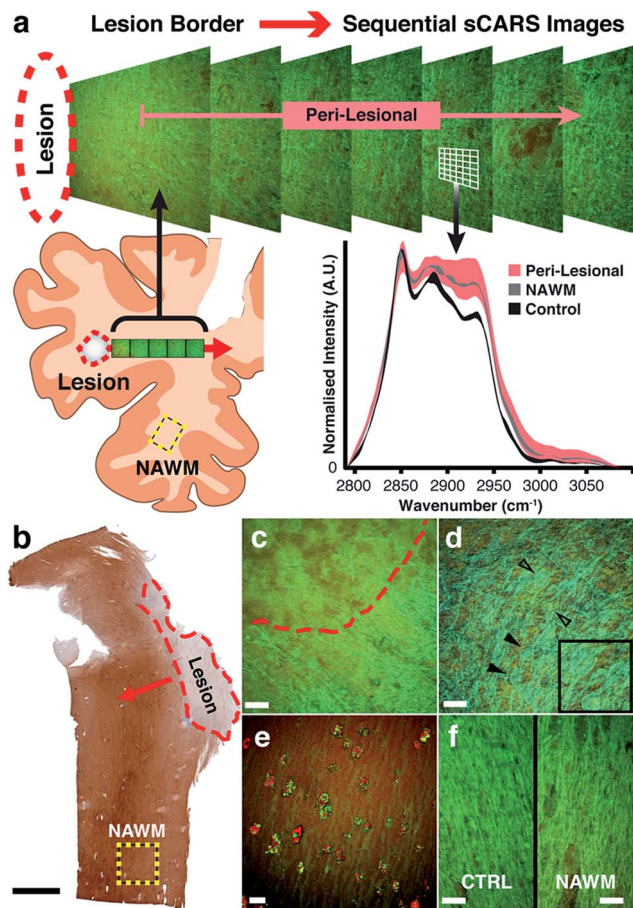 a
Lesion Border
Sequential sCARS Images
Lesion
Peri-Lesional
Lesion
NAWM
Normalised Intensity (A.U.)
0
Peri-Lesional
NAWM
Control
2800 2850 2900 2950 3000 3050
Wavenumber (cm⁻¹)
b
Lesion
NAWM
c
d
e
f
CTRL
NAWM